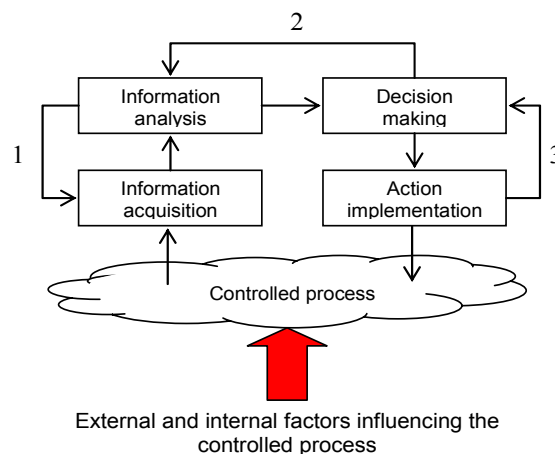 2
Information
analysis
Decision
making
1
3
Information
acquisition
Action
implementation
Controlled process
External and internal factors influencing the
controlled process